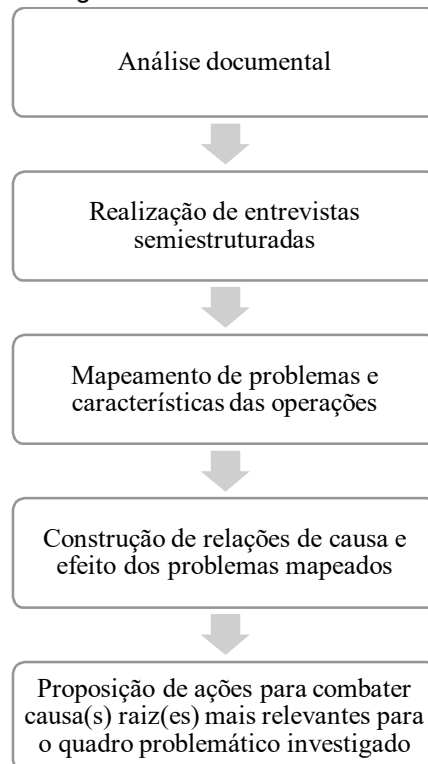 Análise documental
Realização de entrevistas
semiestruturadas
Mapeamento de problemas e
características das operações
Construção de relações de causa e
efeito dos problemas mapeados
Proposição de ações para combater
causa(s) raiz(es) mais relevantes para
o quadro problemático investigado